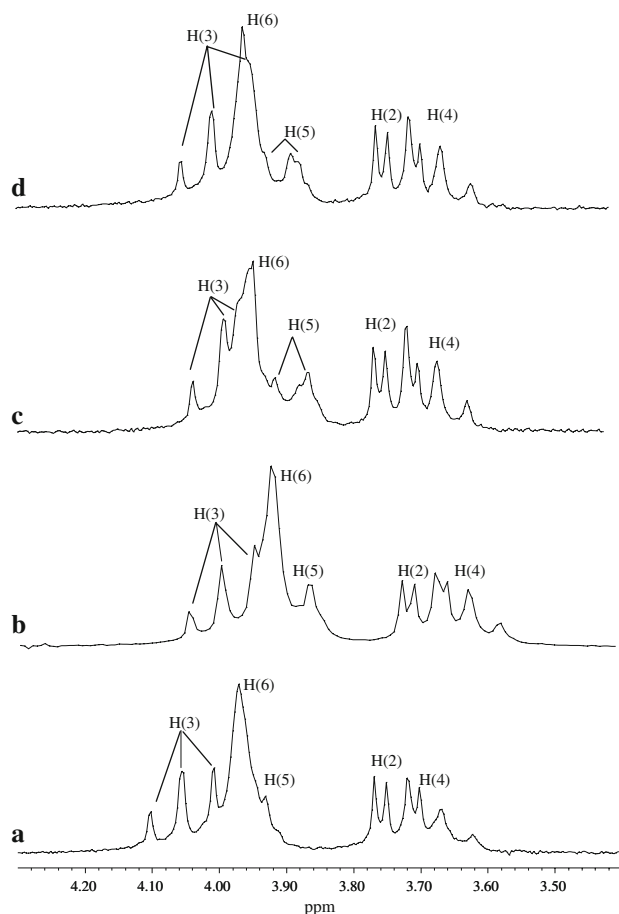 H(6)
H(3)
H(5)
H(2)
H(4)
d
H(6)
H(3)
H(5)
H(2)
H(4)
c
H(6)
H(3)
H(5)
H(2)
H(4)
b
H(6)
H(3)
H(5)
H(2)
H(4)
a
4.20 4.10 4.00 3.90 3.80 3.70 3.60 3.50
ppm